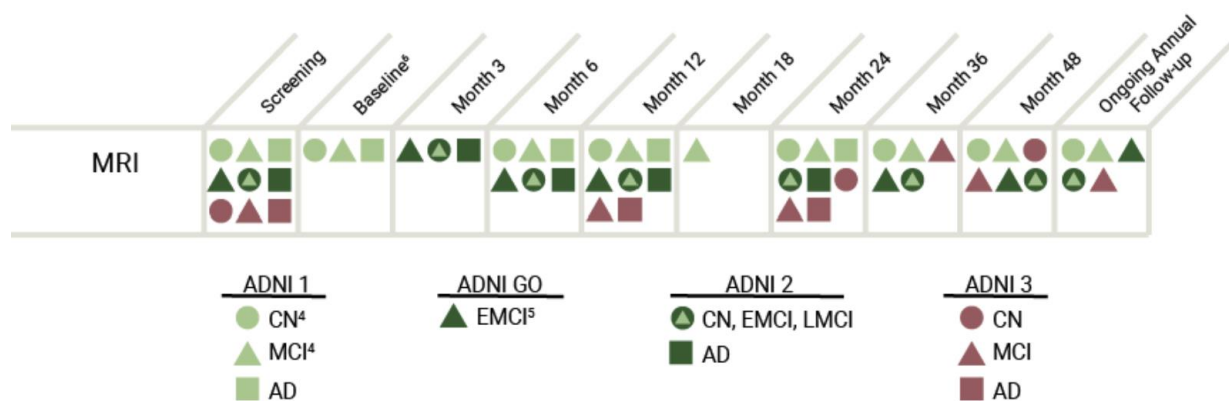 Screening
Baseline⁶
Month 3
Month 6
Month 12
Month 18
Month 24
Month 36
Month 48
Ongoing Annual
Follow-up
MRI
ADNI 1
CN⁴
MCI⁴
AD
ADNI GO
EMCI⁵
ADNI 2
CN, EMCI, LMCI
AD
ADNI 3
CN
MCI
AD